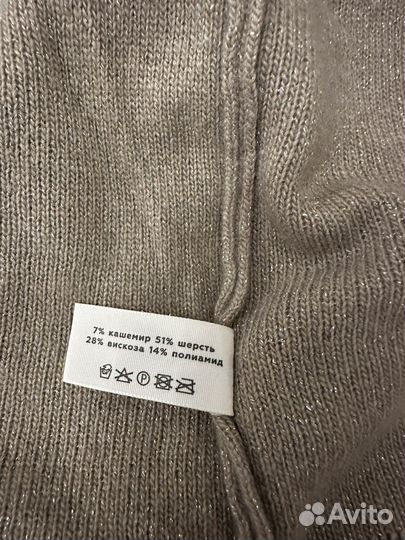 7% кашемир 51% шерсть
28% вискоза 14% полиамид
P
Avito